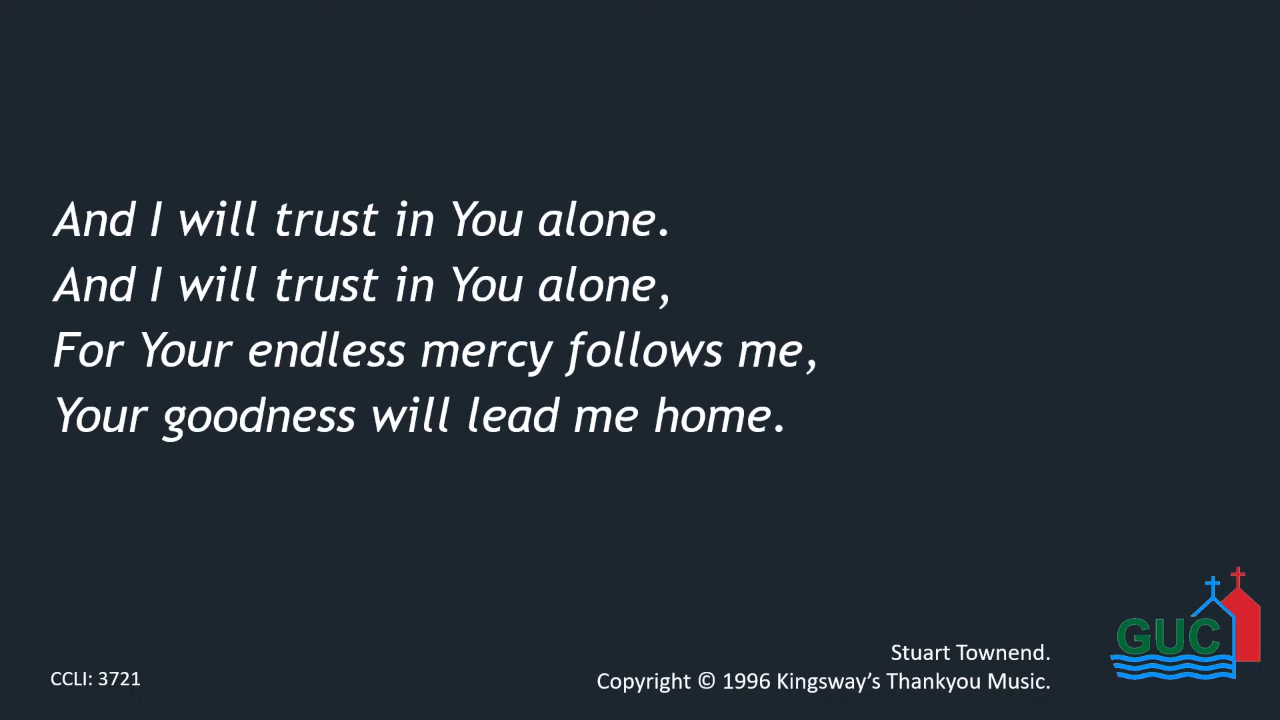 And I will trust in You alone.
And I will trust in You alone,
For Your endless mercy follows me,
Your goodness will lead me home.
GUC
Stuart Townend.
CCLI: 3721
Copyright © 1996 Kingsway’s Thankyou Music.